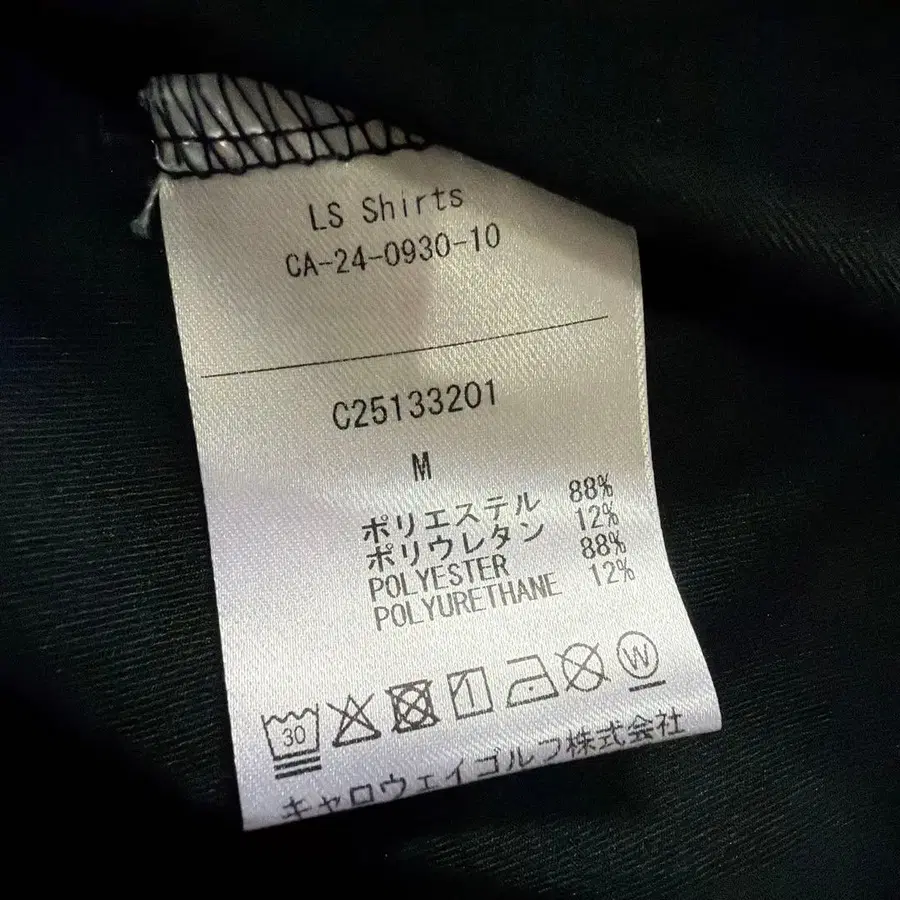 LS Shirts
CA-24-0930-10
C25133201
M
ポリエステル 88%
ポリウレタン 12%
POLYESTER 88%
POLYURETHANE 12%
30 W
キャロウェイゴルフ株式会社